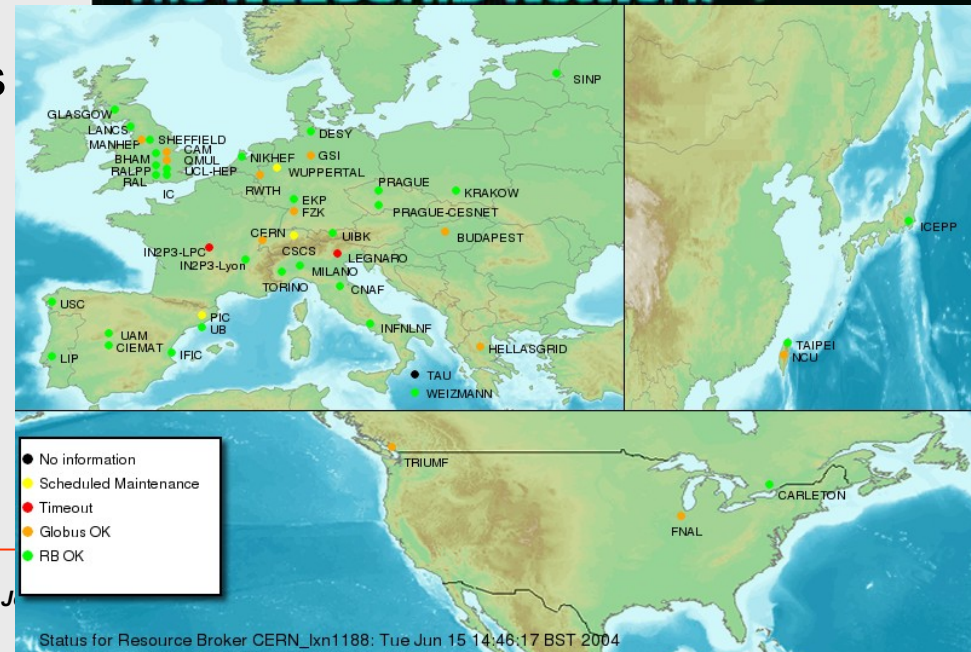 SINP
GLASGOW
LANCS
MANHEP
SHEFFIELD
BHAM
CAM
RALPP
QMUL
RAL
UCL-HEP
IC
DESY
NIKHEF
GSI
WUPPERTAL
RWTH
PRAGUE
KRAKOW
EKP
FZK
PRAGUE-CESNET
CERN
UIBK
BUDAPEST
IN2P3-LPC
CSCS
LEGNARO
IN2P3-Lyon
MILANO
TORINO
CNAF
USC
PIC
UB
INFNLNF
UAM
CIEMAT
IFIC
LIP
HELLASGRID
TAU
WEIZMANN
ICEPP
TAIPEI
NCU
TRIUMF
CARLETON
FNAL
No information
Scheduled Maintenance
Timeout
Globus OK
RB OK
Status for Resource Broker CERN_lxn1188: Tue Jun 15 14:46:17 BST 2004